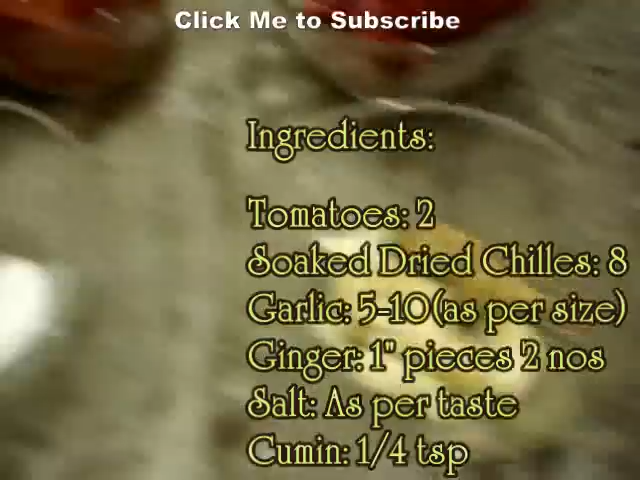 Click Me to Subscribe
Ingredients:
Tomatoes: 2
Soaked Dried Chilles: 8
Garlic: 5-10(as per size)
Ginger: 1" pieces 2 nos
Salt: As per taste
Cumin: 1/4 tsp